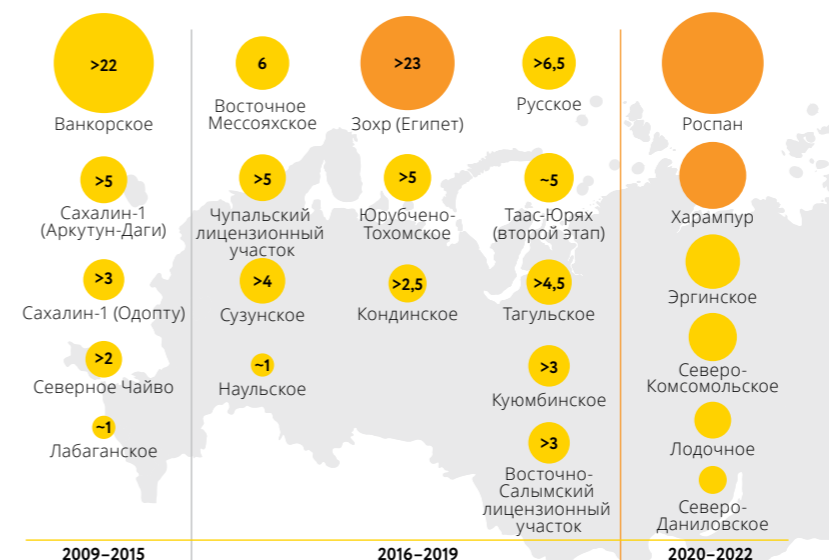 >22
Ванкорское
>5
Сахалин-1
(Аркутун-Даги)
>3
Сахалин-1 (Одопту)
>2
Северное Чайво
~1
Лабаганское
2009–2015
6
Восточное
Мессояхское
>5
Чупальский
лицензионный
участок
>4
Сузунское
~1
Наульское
>23
Зохр (Египет)
>5
Юрубчено-
Тохомское
>2,5
Кондинское
>6,5
Русское
~5
Таас-Юрях
(второй этап)
>4,5
Тагульское
>3
Куюмбинское
>3
Восточно-
Салымский
лицензионный
участок
2016–2019
Роспан
Харампур
Эргинское
Северо-
Комсомольское
Лодочное
Северо-
Даниловское
2020–2022